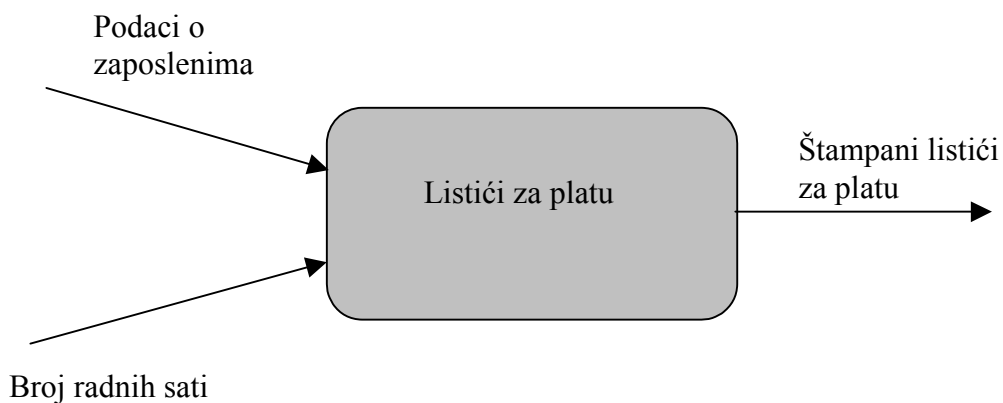 Podaci o
zaposlenima
Listići za platu
Štampani listići
za platu
Broj radnih sati